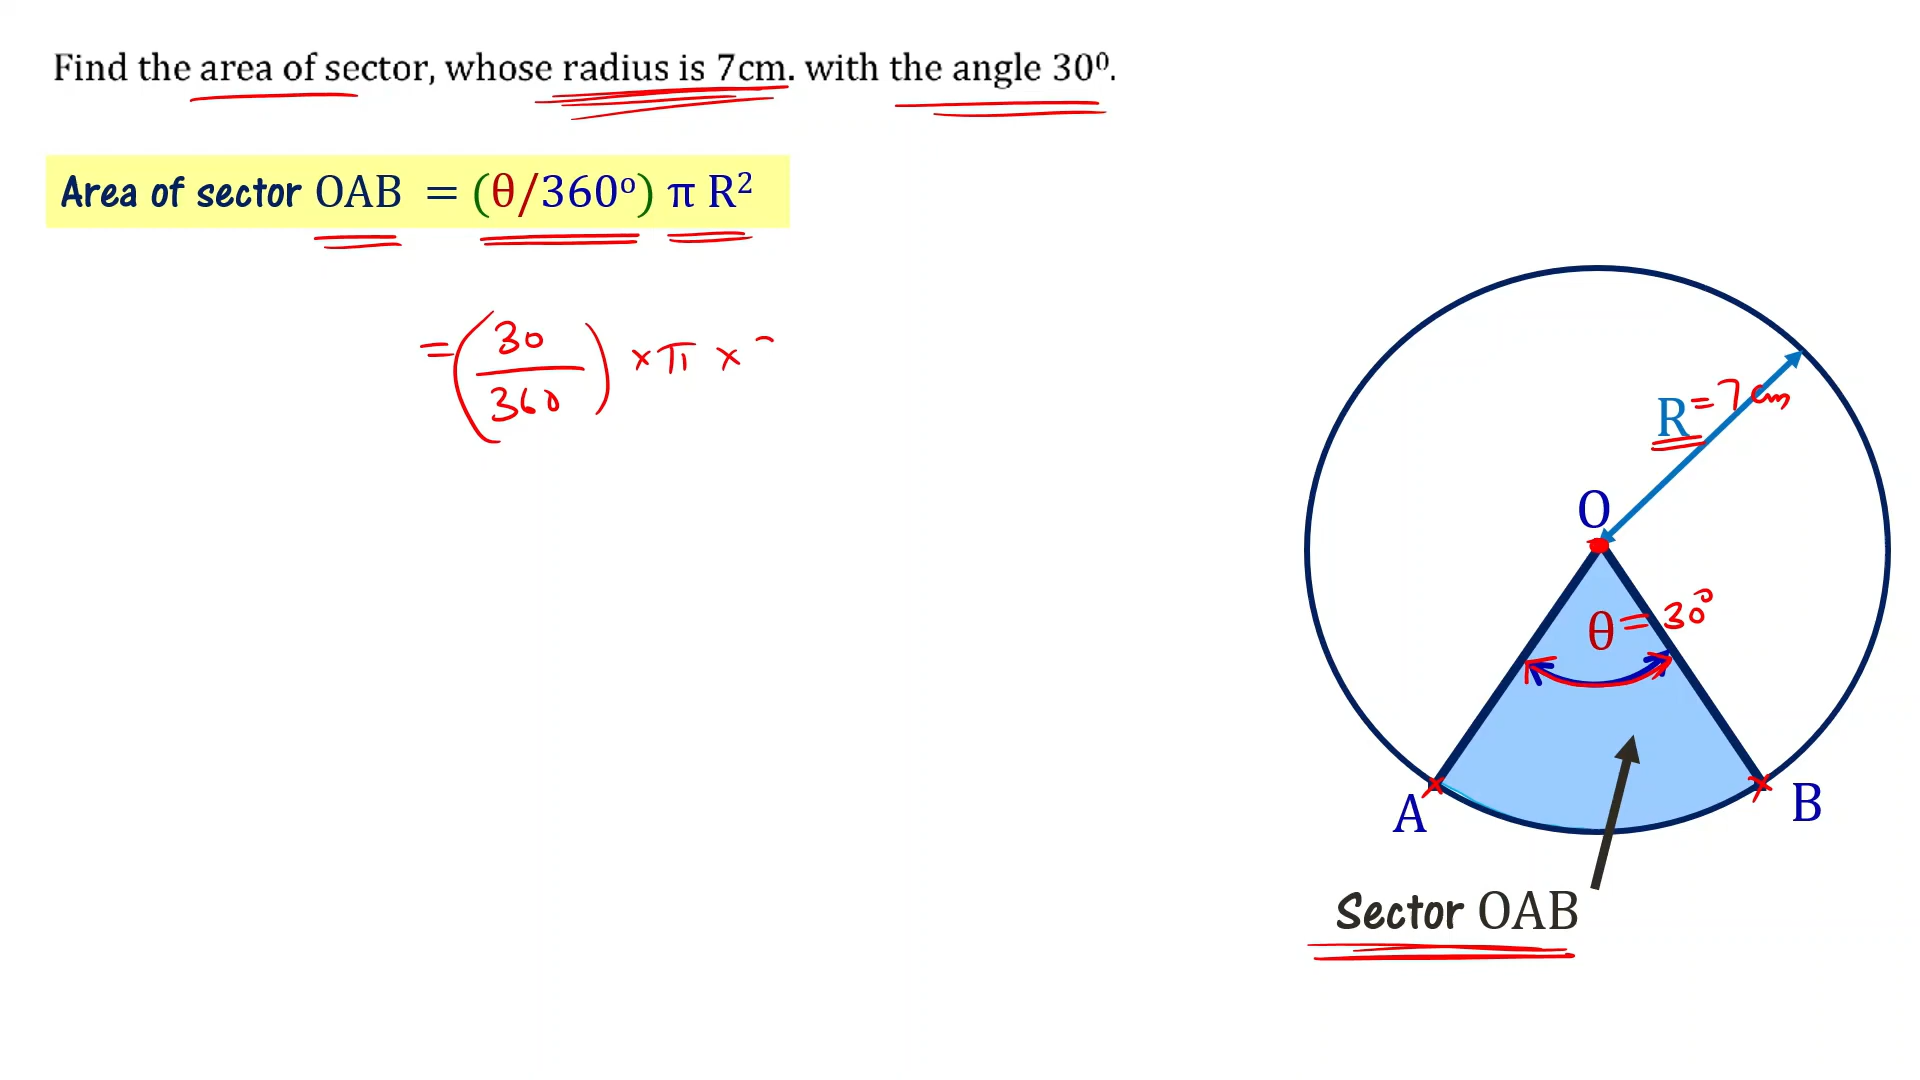 Find the area of sector, whose radius is 7cm. with the angle 30⁰.
Area of sector OAB = (θ/360º) π R²
= (30/360) × π ×
R = 7cm
O
θ = 30°
A
B
Sector OAB